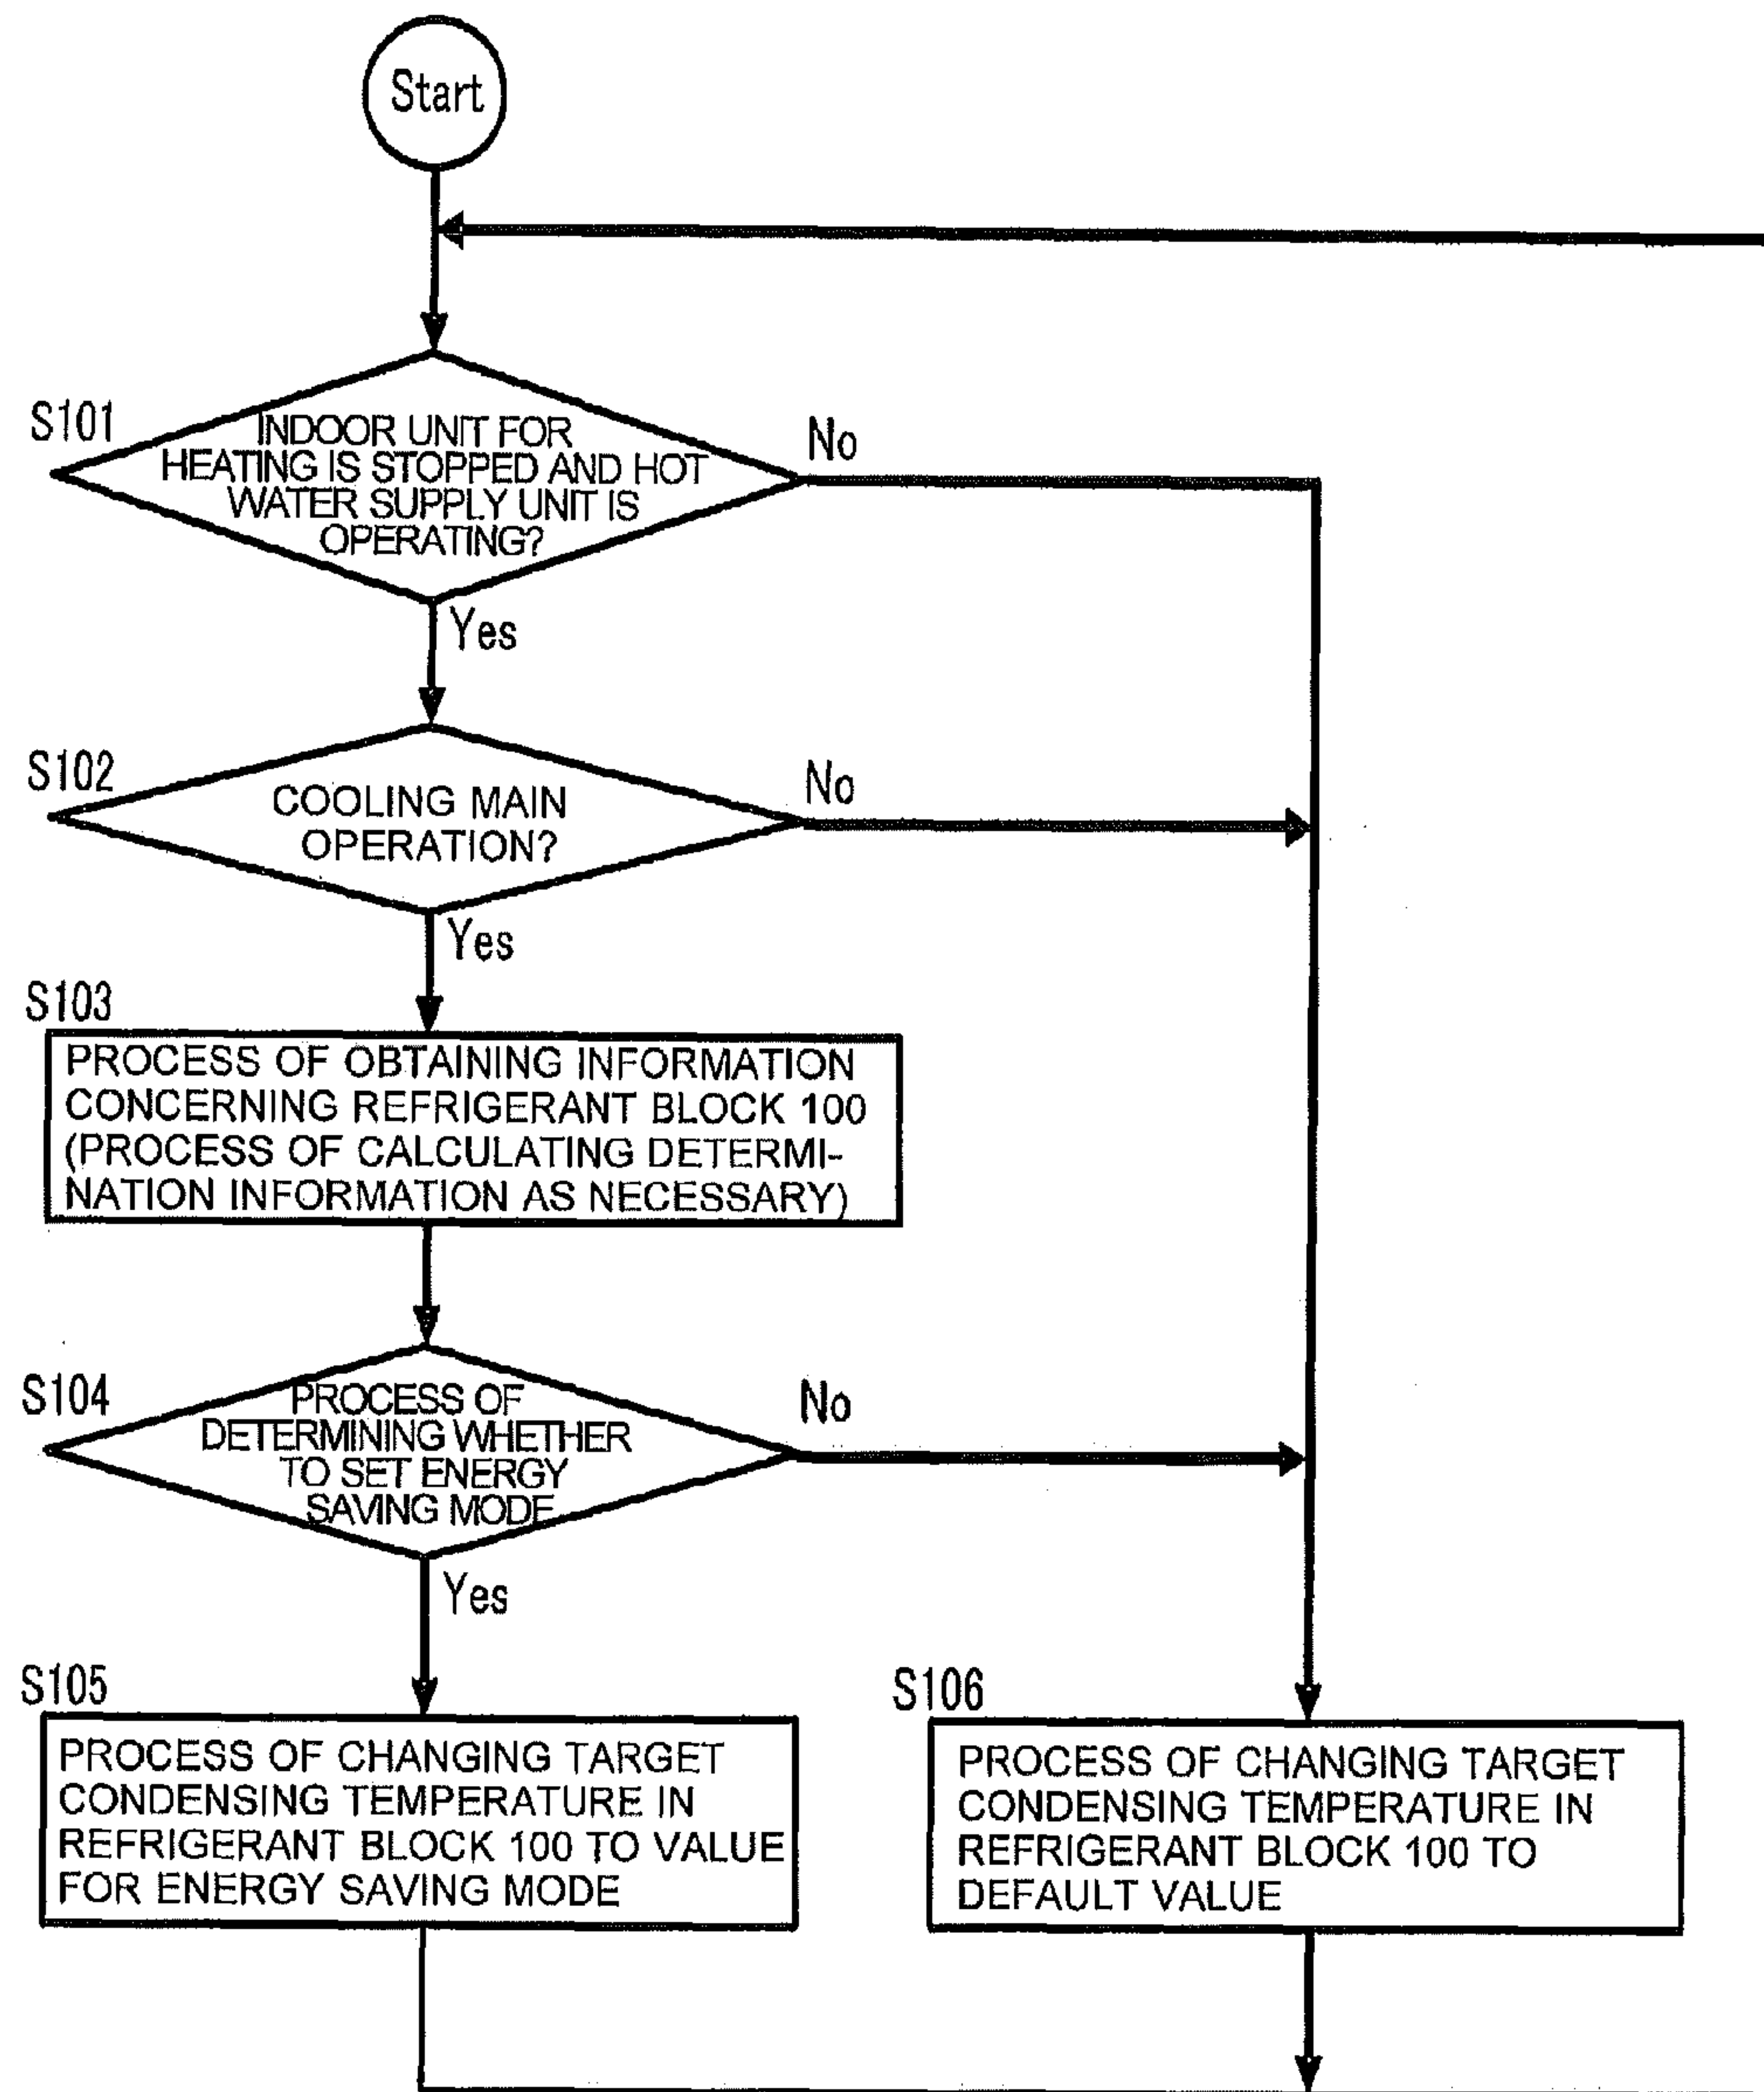 Start
S101
INDOOR UNIT FOR
HEATING IS STOPPED AND HOT
WATER SUPPLY UNIT IS
OPERATING?
No
Yes
S102
COOLING MAIN
OPERATION?
No
Yes
S103
PROCESS OF OBTAINING INFORMATION
CONCERNING REFRIGERANT BLOCK 100
(PROCESS OF CALCULATING DETERMI-
NATION INFORMATION AS NECESSARY)
S104
PROCESS OF
DETERMINING WHETHER
TO SET ENERGY
SAVING MODE
No
Yes
S105
PROCESS OF CHANGING TARGET
CONDENSING TEMPERATURE IN
REFRIGERANT BLOCK 100 TO VALUE
FOR ENERGY SAVING MODE
S106
PROCESS OF CHANGING TARGET
CONDENSING TEMPERATURE IN
REFRIGERANT BLOCK 100 TO
DEFAULT VALUE